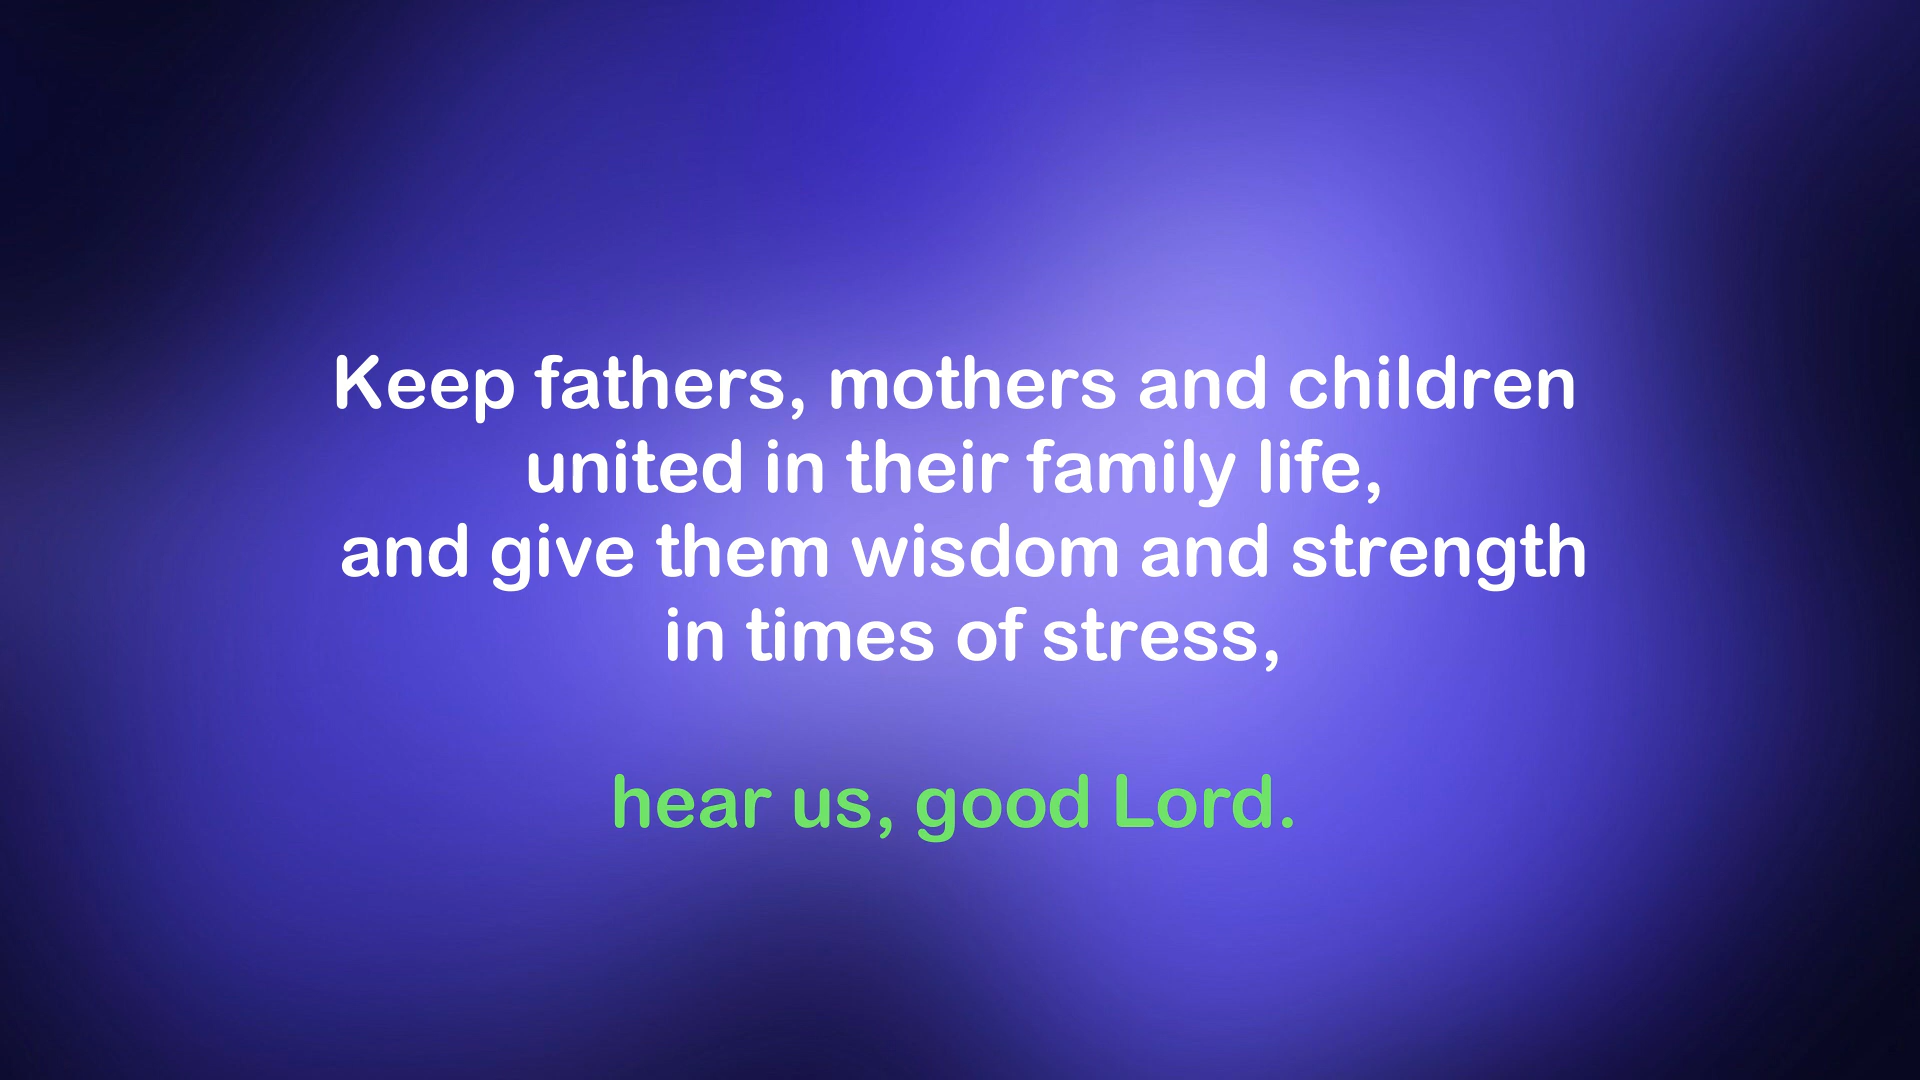 Keep fathers, mothers and children
united in their family life,
and give them wisdom and strength
in times of stress,
hear us, good Lord.